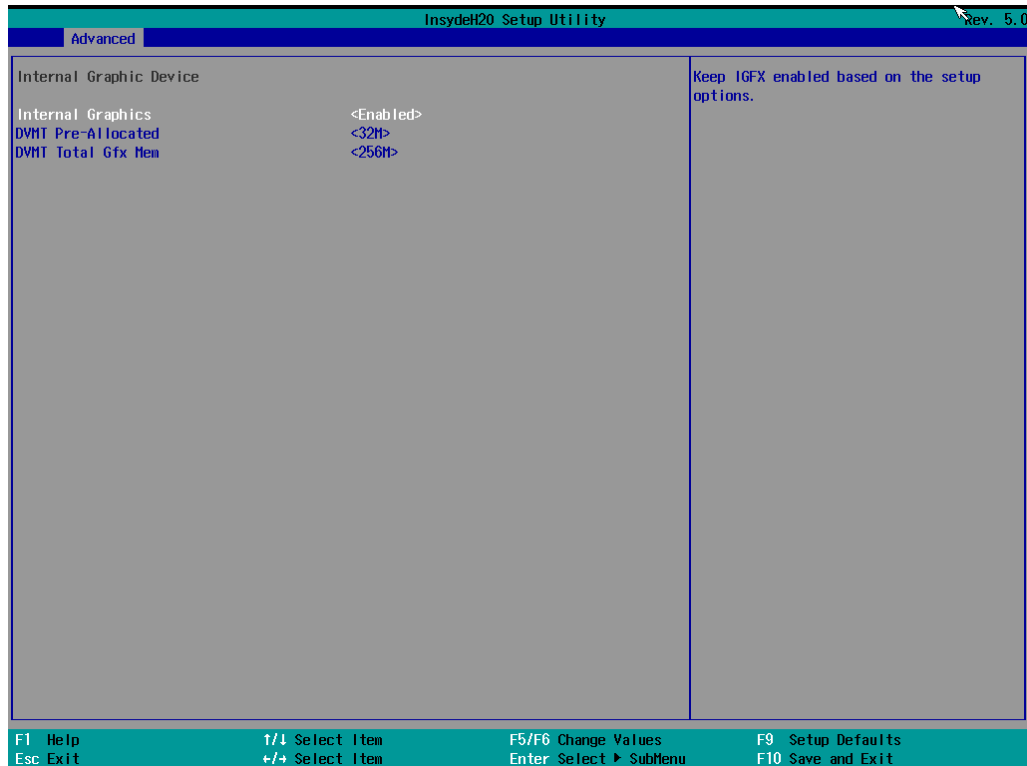 InsydeH20 Setup Utility Rev. 5.0
Advanced
Internal Graphic Device
Internal Graphics <Enabled>
DVMT Pre-Allocated <32M>
DVMT Total Gfx Mem <256M>
Keep IGFX enabled based on the setup
options.
F1 Help ↑/↓ Select Item F5/F6 Change Values F9 Setup Defaults
Esc Exit ←/→ Select Item Enter Select ▶ SubMenu F10 Save and Exit